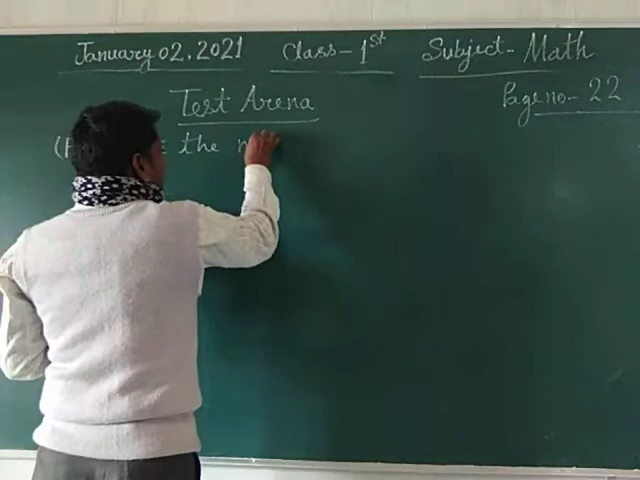 January 02, 2021 Class - 1st Subject - Math
Test Arena
Page no - 22
the